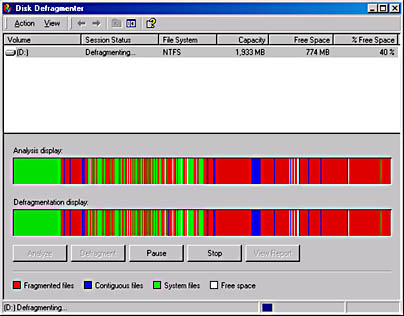 Disk Defragmenter
Action View
Volume Session Status File System Capacity Free Space % Free Space
(D:) Defragmenting... NTFS 1,933 MB 774 MB 40 %
Analysis display:
Defragmentation display:
Analyze Defragment Pause Stop View Report
Fragmented files Contiguous files System files Free space
(D:) Defragmenting...